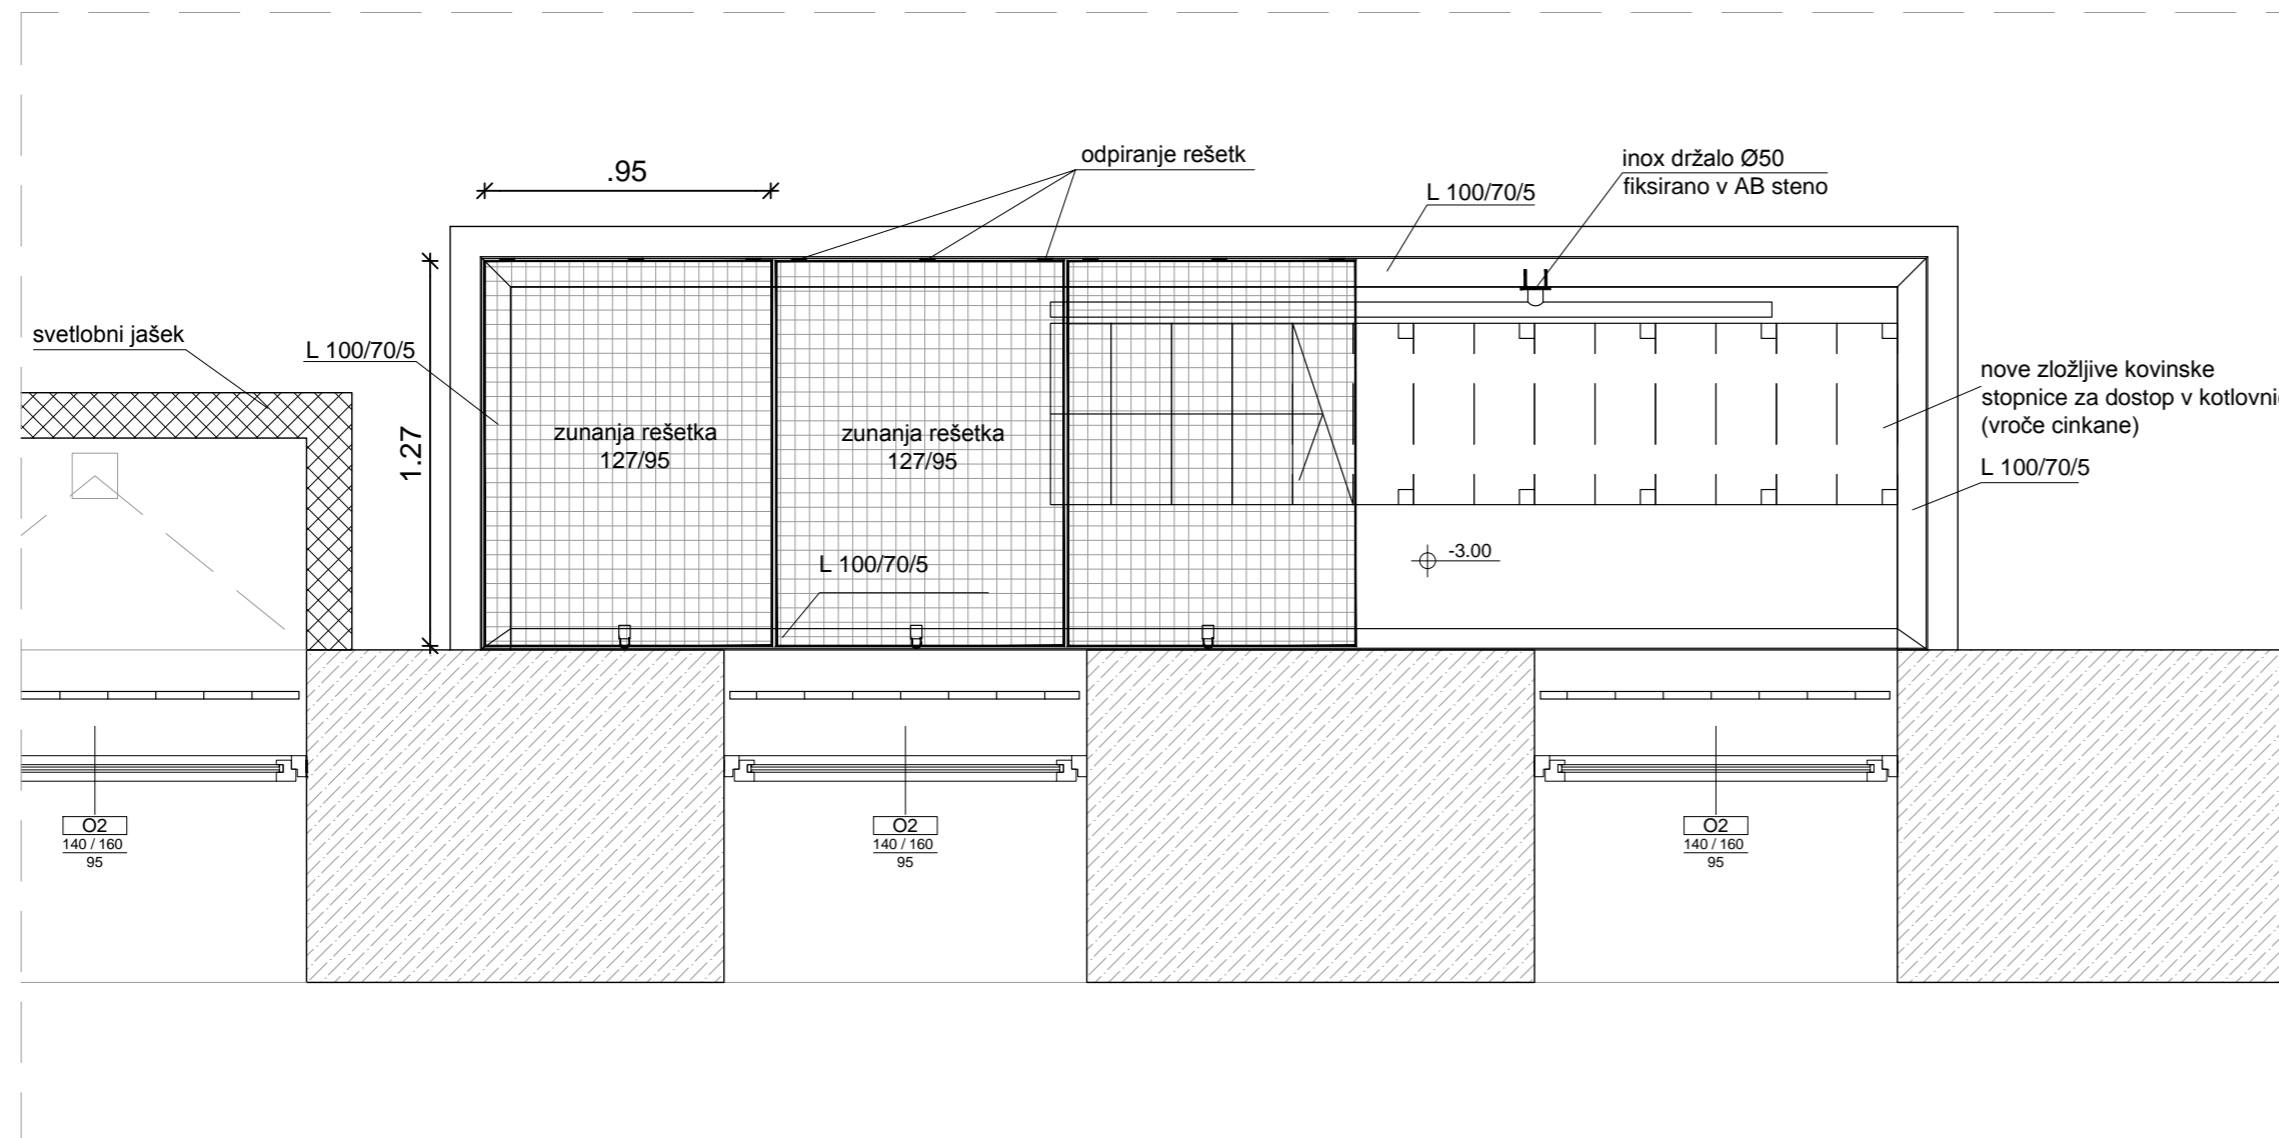 .95
odpiranje rešetk
inox držalo Ø50
fiksirano v AB steno
L 100/70/5
svetlobni jašek
L 100/70/5
1.27
zunanja rešetka
127/95
zunanja rešetka
127/95
nove zložljive kovinske
stopnice za dostop v
(vroče cinkane)
L 100/70/5
L 100/70/5
-3.00
O2
140 / 160
95
O2
140 / 160
95
O2
140 / 160
95